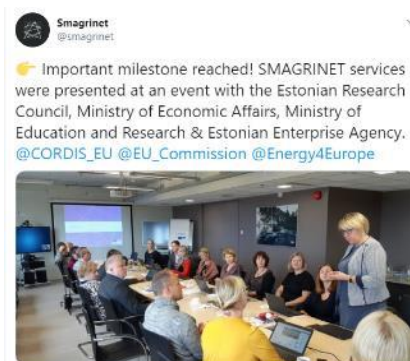 Smagrinet
@smagrinet
👉 Important milestone reached! SMAGRINET services
were presented at an event with the Estonian Research
Council, Ministry of Economic Affairs, Ministry of
Education and Research & Estonian Enterprise Agency.
@CORDIS_EU @EU_Commission @Energy4Europe